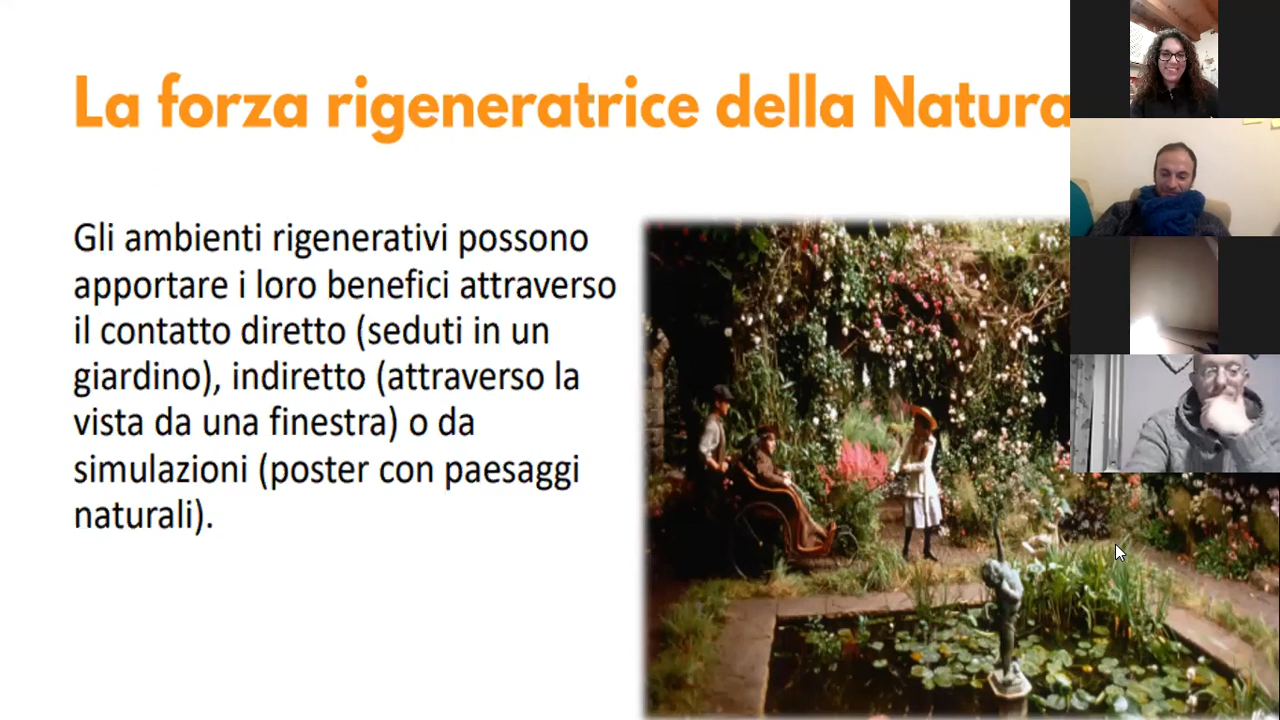 La forza rigeneratrice della Natura
Gli ambienti rigenerativi possono
apportare i loro benefici attraverso
il contatto diretto (seduti in un
giardino), indiretto (attraverso la
vista da una finestra) o da
simulazioni (poster con paesaggi
naturali).